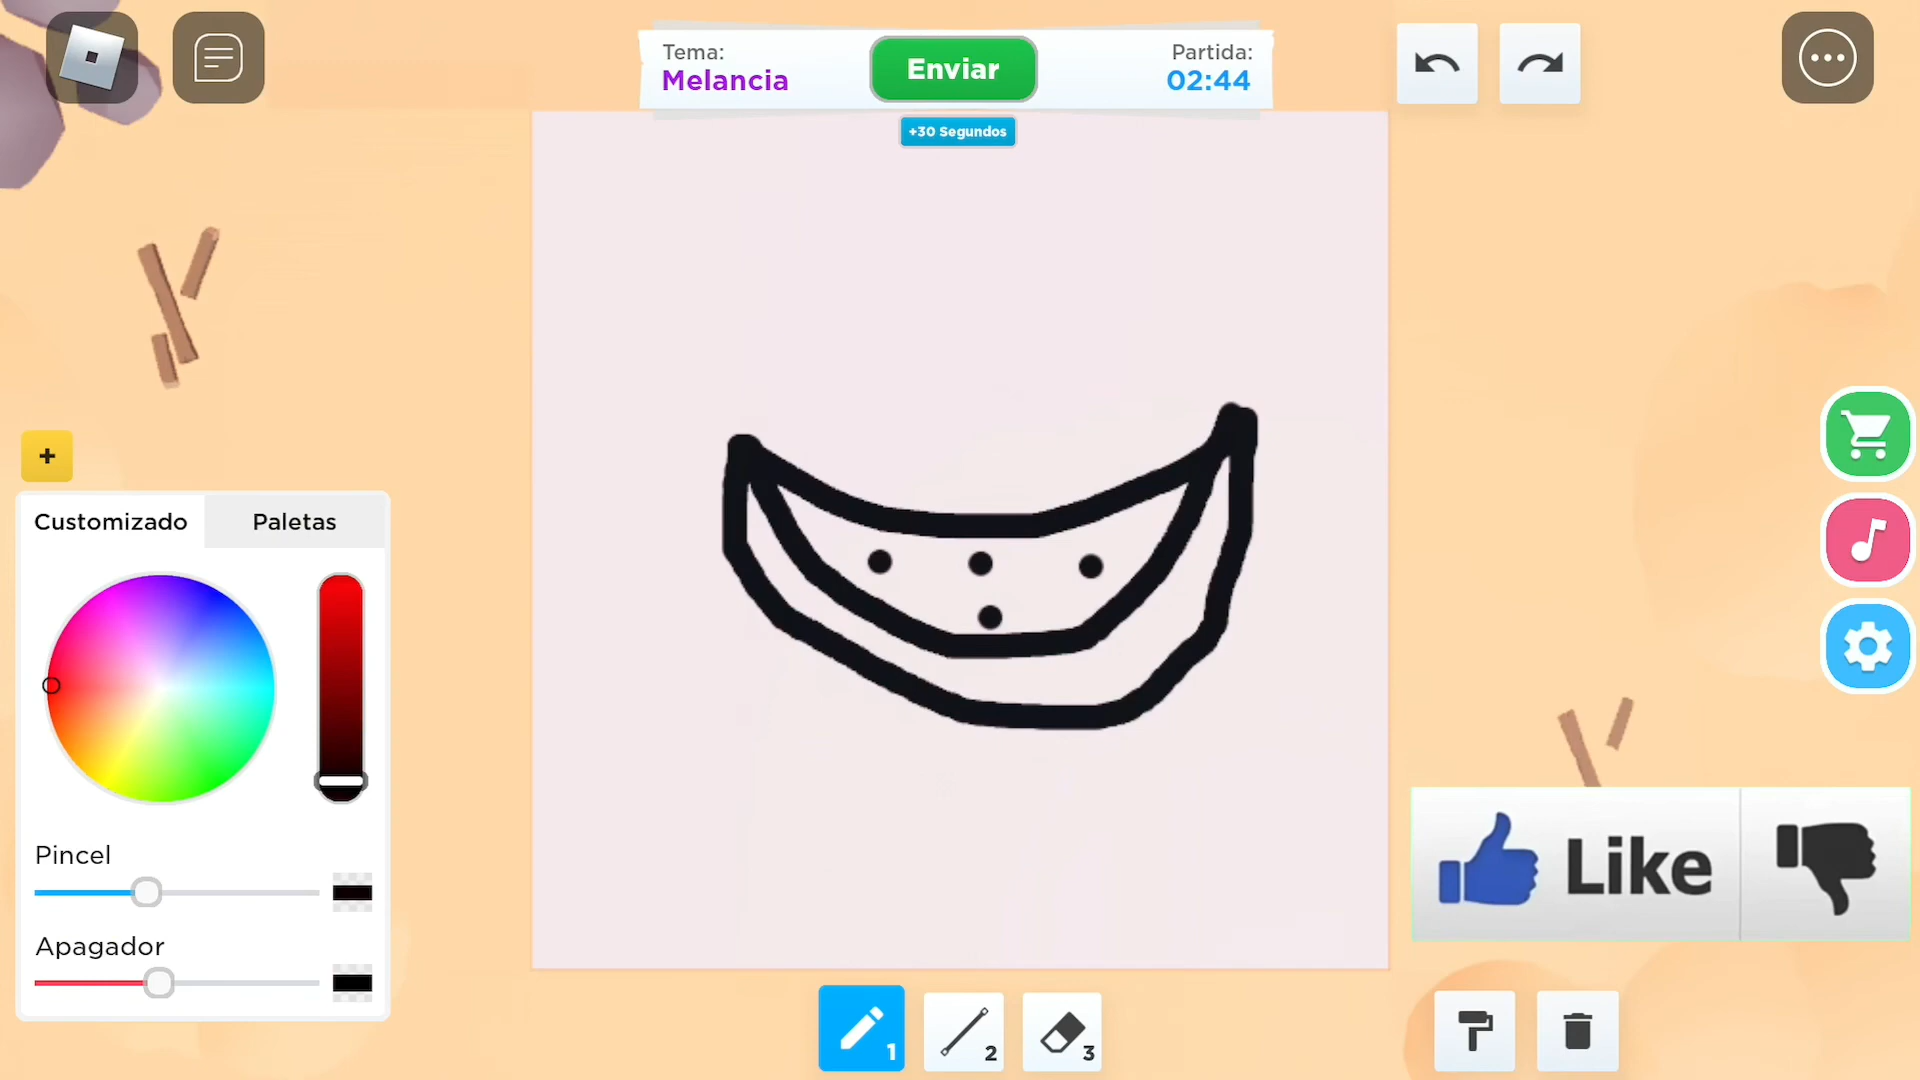 Tema:
Melancia
Enviar
Partida:
02:44
+30 Segundos
+
Customizado
Paletas
Pincel
Apagador
Like
1
2
3